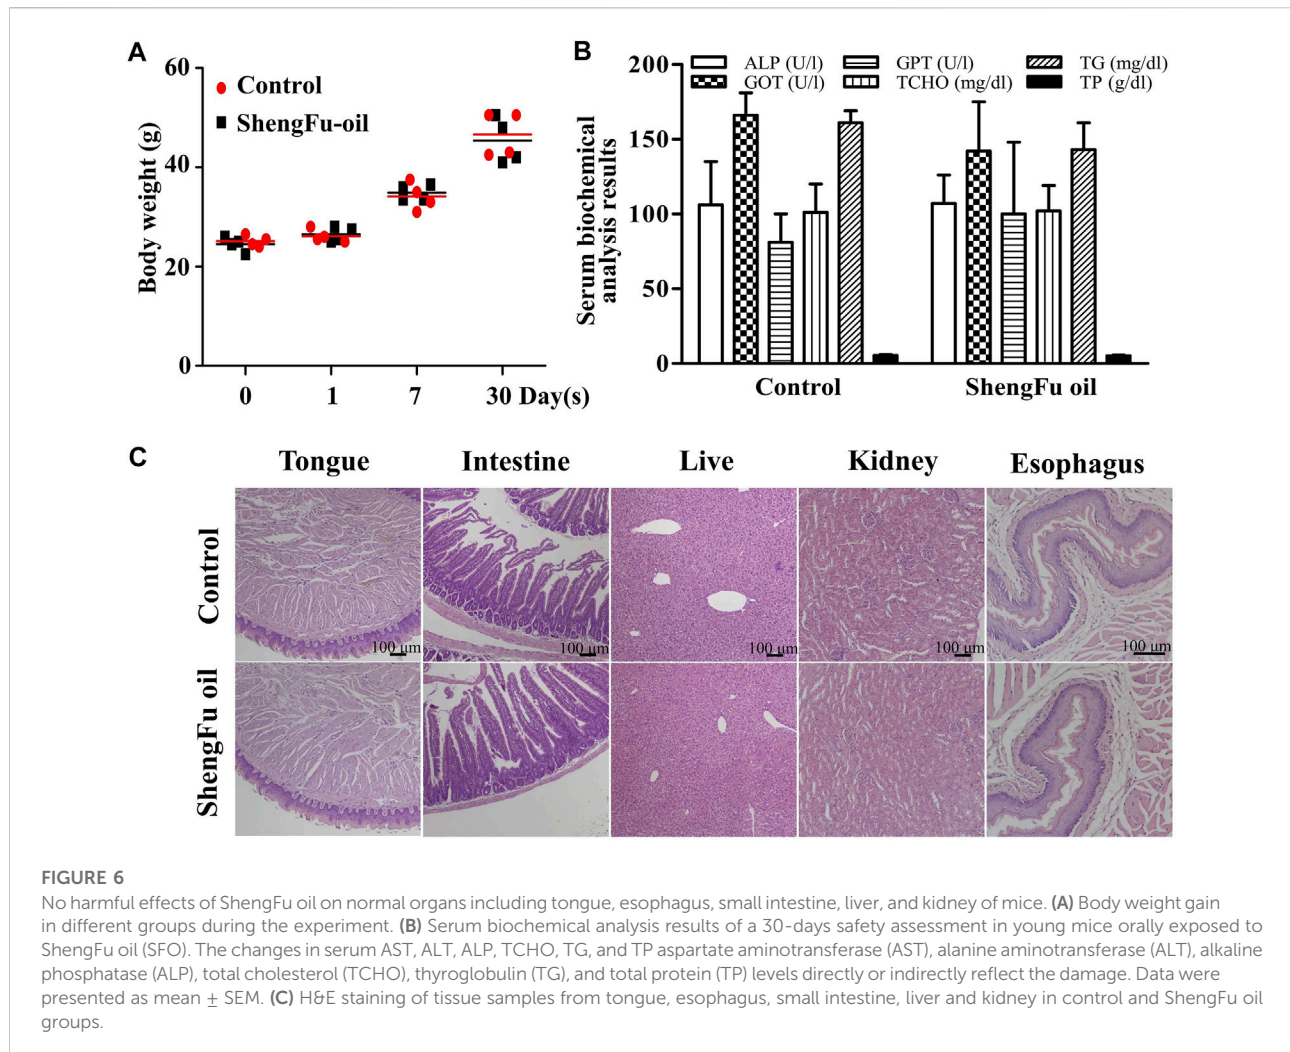 A
60
40
20
0
Body weight (g)
Control
ShengFu-oil
0 1 7 30 Day(s)
B
200
150
100
50
0
Serum biochemical
analysis results
ALP (U/l) GPT (U/l) TG (mg/dl)
GOT (U/l) TCHO (mg/dl) TP (g/dl)
Control ShengFu oil
C
Tongue Intestine Live Kidney Esophagus
Control
100 μm 100 μm 100 μm 100 μm 100 μm
ShengFu oil
FIGURE 6
No harmful effects of ShengFu oil on normal organs including tongue, esophagus, small intestine, liver, and kidney of mice. (A) Body weight gain
in different groups during the experiment. (B) Serum biochemical analysis results of a 30-days safety assessment in young mice orally exposed to
ShengFu oil (SFO). The changes in serum AST, ALT, ALP, TCHO, TG, and TP aspartate aminotransferase (AST), alanine aminotransferase (ALT), alkaline
phosphatase (ALP), total cholesterol (TCHO), thyroglobulin (TG), and total protein (TP) levels directly or indirectly reflect the damage. Data were
presented as mean ± SEM. (C) H&E staining of tissue samples from tongue, esophagus, small intestine, liver and kidney in control and ShengFu oil
groups.